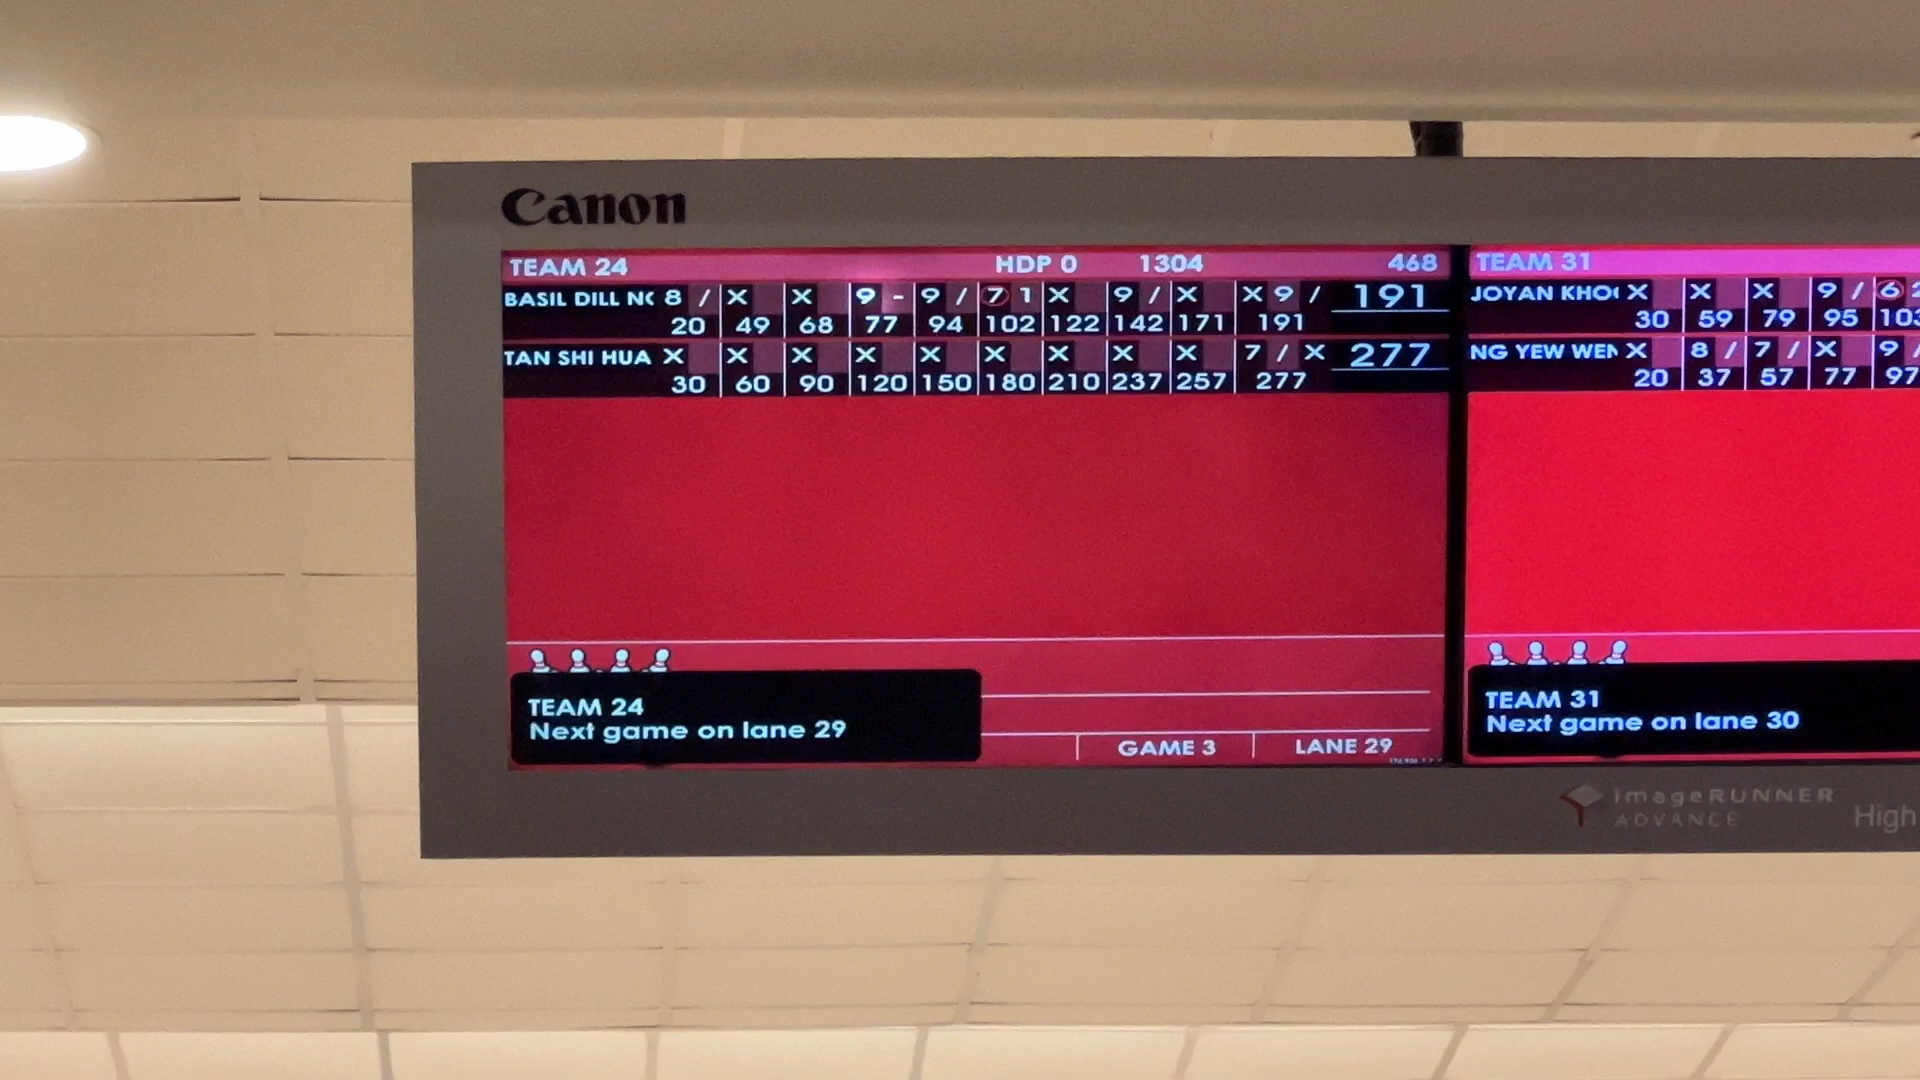 Canon
TEAM 24 HDP 0 1304 468
BASIL DILL N 8 / X X 9 - 9 / 7 1 X 9 / X X 9 / 191
20 49 68 77 94 102 122 142 171 191
TAN SHI HUA X X X X X X X X X 7 / X 277
30 60 90 120 150 180 210 237 257 277
TEAM 24
Next game on lane 29
GAME 3 LANE 29
TEAM 31
JOYAN KHO X X X 9 / 6 2
30 59 79 95 103
NG YEW WEN X 8 / 7 / X 9 /
20 37 57 77 97
TEAM 31
Next game on lane 30
imageRUNNER
ADVANCE
High